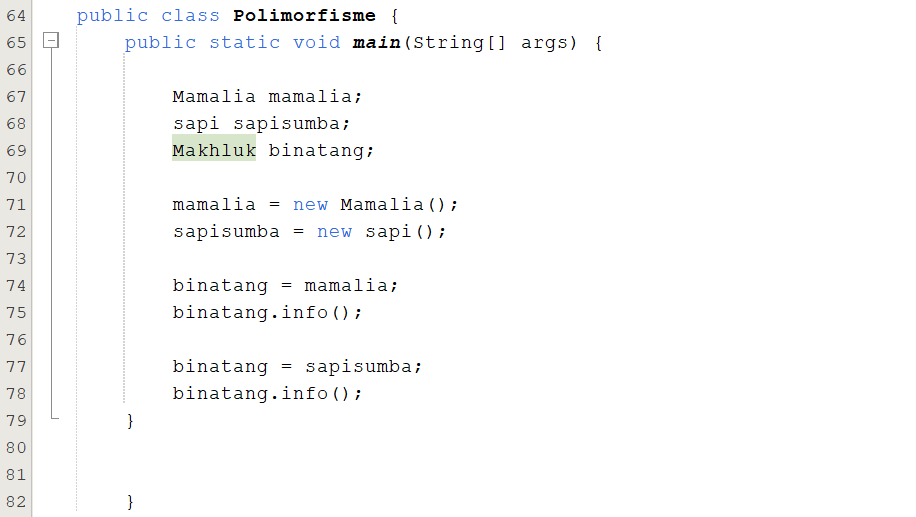 64 public class Polimorfisme {
65 public static void main(String[] args) {
66
67 Mamalia mamalia;
68 sapi sapisumba;
69 Makhluk binatang;
70
71 mamalia = new Mamalia();
72 sapisumba = new sapi();
73
74 binatang = mamalia;
75 binatang.info();
76
77 binatang = sapisumba;
78 binatang.info();
79 }
80
81
82 }